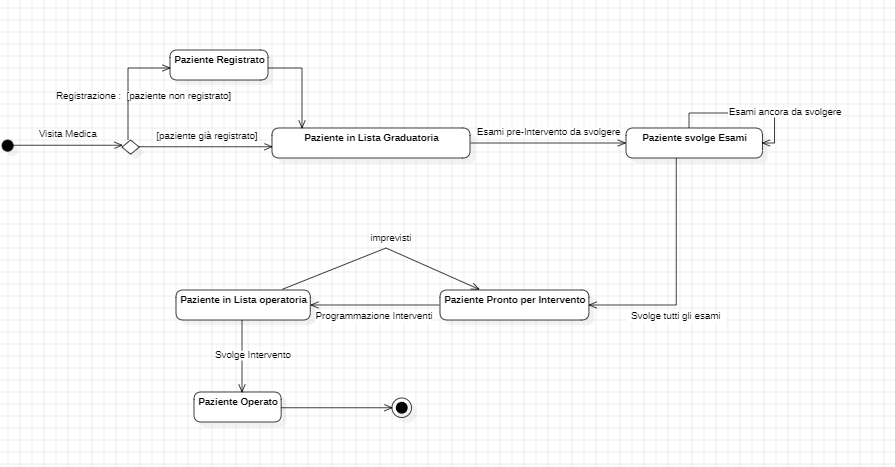 Paziente Registrato
Registrazione : [paziente non registrato]
Visita Medica
[paziente già registrato]
Paziente in Lista Graduatoria
Esami pre-Intervento da svolgere
Paziente svolge Esami
Esami ancora da svolgere
imprevisti
Paziente in Lista operatoria
Programmazione Interventi
Paziente Pronto per Intervento
Svolge tutti gli esami
Svolge Intervento
Paziente Operato